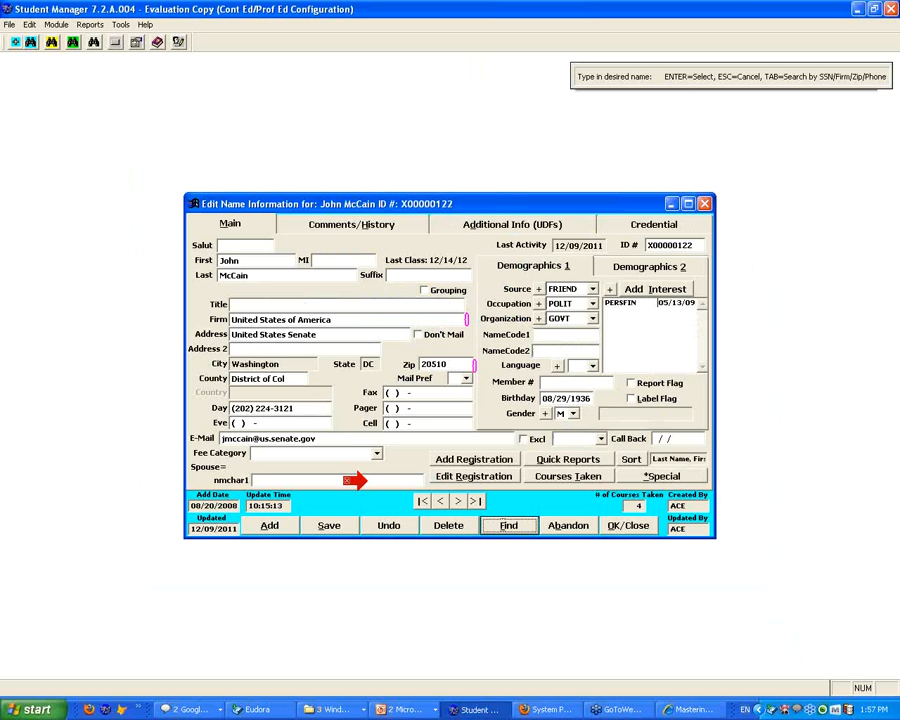 Student Manager 7.2.A.004 - Evaluation Copy (Cont Ed/Prof Ed Configuration)
File Edit Module Reports Tools Help
Type in desired name: ENTER=Select, ESC=Cancel, TAB=Search by SSN/Firm/Zip/Phone
Edit Name Information for: John McCain ID #: X00000122
Main Comments/History Additional Info (UDFs) Credential
Salut Last Activity 12/09/2011 ID # X00000122
First John MI Last Class: 12/14/12 Demographics 1 Demographics 2
Last McCain Suffix
Grouping Source + FRIEND + Add Interest
Title Occupation + POLIT PERSFIN 05/13/09
Firm United States of America Organization + GOVT
Address United States Senate Don't Mail NameCode1
Address 2 NameCode2
City Washington State DC Zip 20510 Language +
County District of Col Mail Pref Member # Report Flag
Country Fax ( ) - Birthday 08/29/1936 Label Flag
Day (202) 224-3121 Pager ( ) - Gender + M
Eve ( ) - Cell ( ) -
E-Mail jmccain@us.senate.gov Excl Call Back / /
Fee Category Add Registration Quick Reports Sort Last Name, Firs
Spouse=
nmchar1 Edit Registration Courses Taken *Special
Add Date Update Time |< < > >| # of Courses Taken Created By
08/20/2008 10:15:13 4 ACE
Updated Add Save Undo Delete Find Abandon OK/Close Updated By
12/09/2011 ACE
NUM
start 2 Googl... Eudora 3 Windo... 2 Micro... Student ... System P... GoToWe... Masterin... EN 1:57 PM